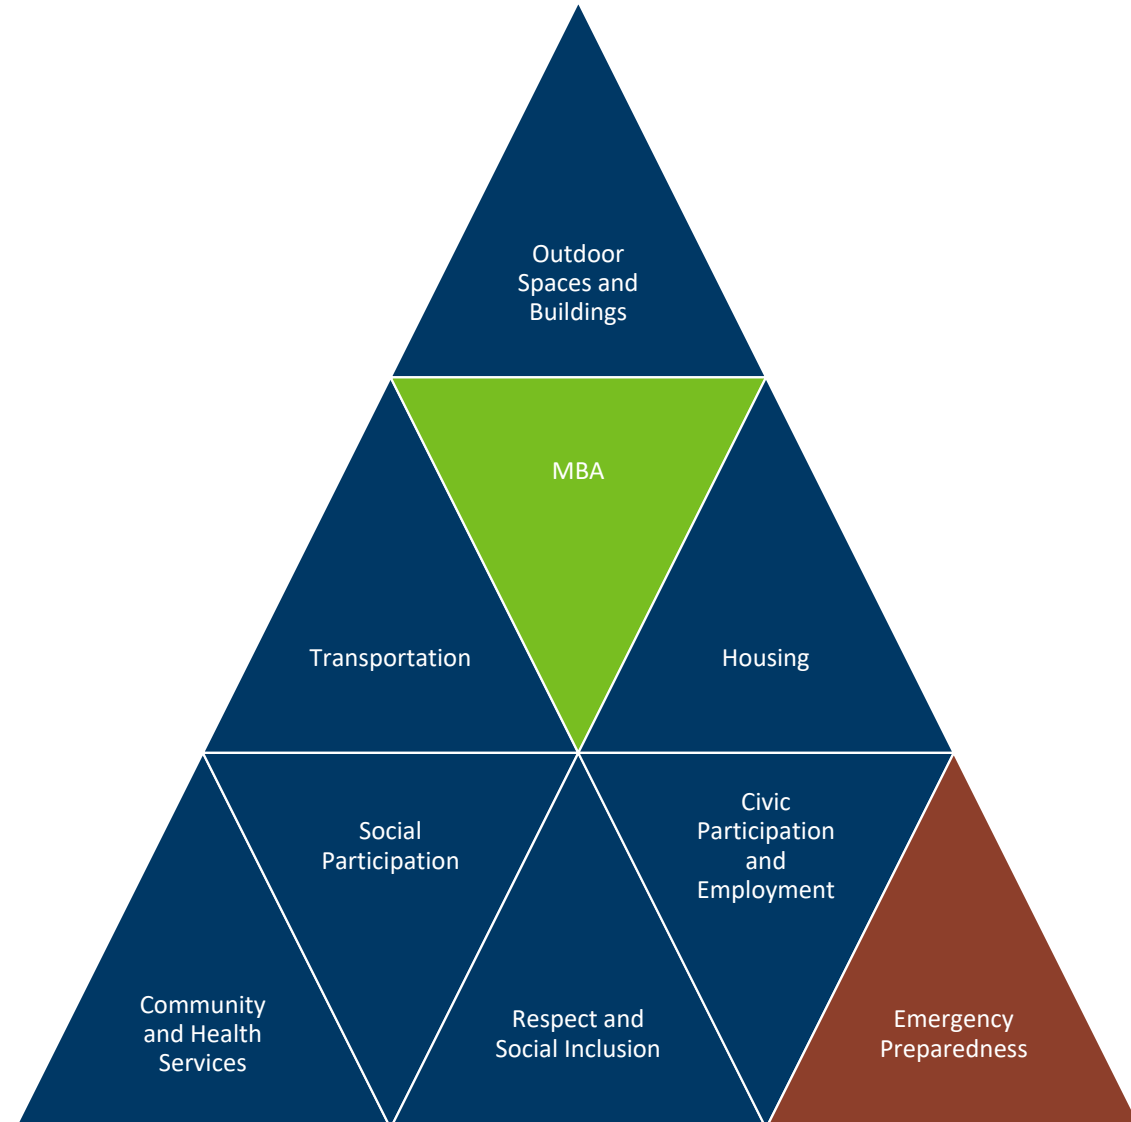 Outdoor
Spaces and
Buildings
MBA
Transportation
Housing
Social
Participation
Civic
Participation
and
Employment
Community
and Health
Services
Respect and
Social Inclusion
Emergency
Preparedness